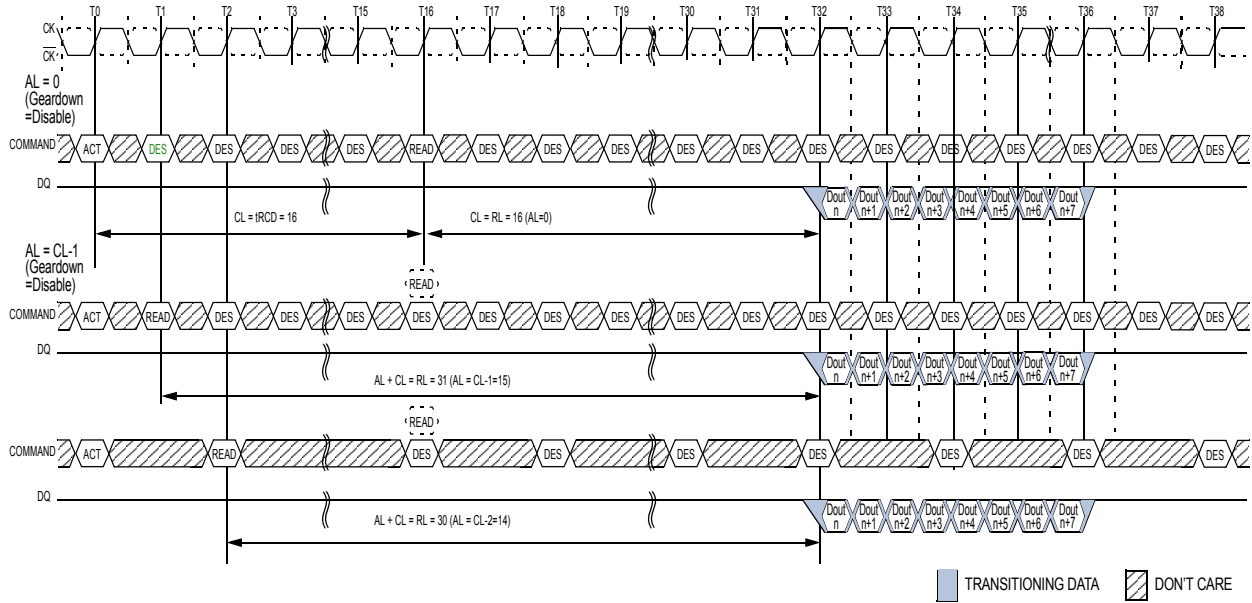 T0 T1 T2 T3 T15 T16 T17 T18 T19 T30 T31 T32 T33 T34 T35 T36 T37 T38
CK
CK
AL = 0
(Geardown
=Disable)
COMMAND ACT DES DES DES DES READ DES DES DES DES DES DES DES DES DES DES DES DES
DQ Dout n Dout n+1 Dout n+2 Dout n+3 Dout n+4 Dout n+5 Dout n+6 Dout n+7
CL = tRCD = 16 CL = RL = 16 (AL=0)
AL = CL-1
(Geardown
=Disable)
READ
COMMAND ACT READ DES DES DES DES DES DES DES DES DES DES DES DES DES DES DES DES
DQ Dout n Dout n+1 Dout n+2 Dout n+3 Dout n+4 Dout n+5 Dout n+6 Dout n+7
AL + CL = RL = 31 (AL = CL-1=15)
READ
COMMAND ACT READ DES DES DES DES DES DES DES
DQ Dout n Dout n+1 Dout n+2 Dout n+3 Dout n+4 Dout n+5 Dout n+6 Dout n+7
AL + CL = RL = 30 (AL = CL-2=14)
TRANSITIONING DATA DON'T CARE